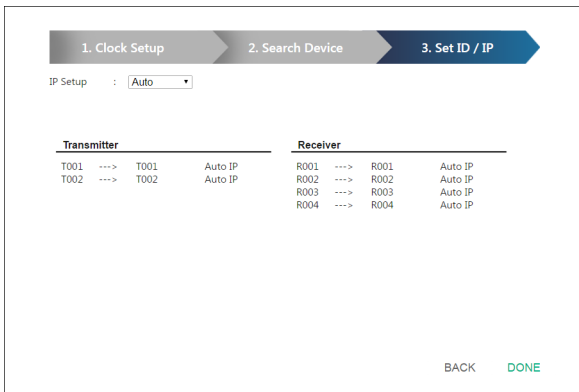 1. Clock Setup
2. Search Device
3. Set ID / IP
IP Setup : Auto
Transmitter
T001 ---> T001 Auto IP
T002 ---> T002 Auto IP
Receiver
R001 ---> R001 Auto IP
R002 ---> R002 Auto IP
R003 ---> R003 Auto IP
R004 ---> R004 Auto IP
BACK
DONE